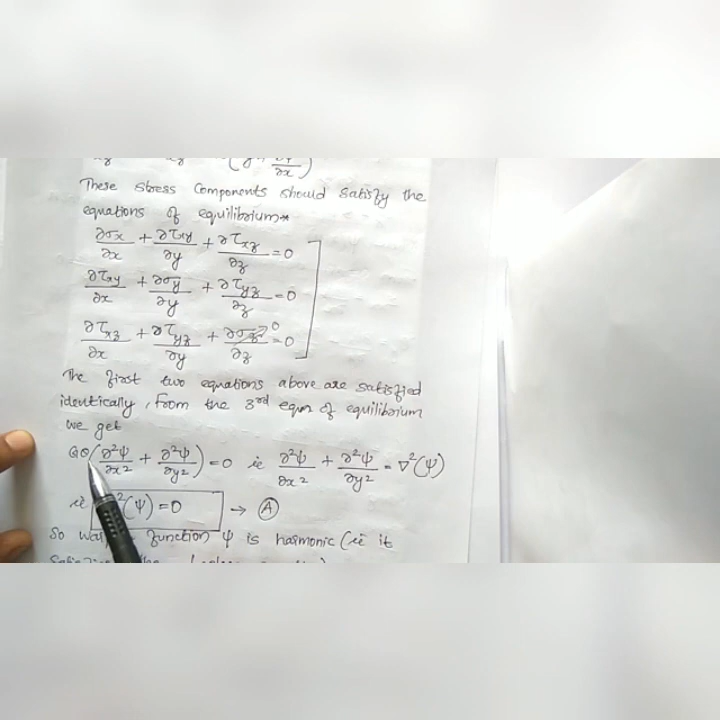 These stress components should satisfy the
equations of equilibrium*
∂σx/∂x + ∂τxy/∂y + ∂τxz/∂z = 0
∂τxy/∂x + ∂σy/∂y + ∂τyz/∂z = 0
∂τxz/∂x + ∂τyz/∂y + ∂σz/∂z 0 = 0
The first two equations above are satisfied
identically, from the 3rd eqn of equilibrium
we get
Gθ(∂²ψ/∂x² + ∂²ψ/∂y²) = 0 ie ∂²ψ/∂x² + ∂²ψ/∂y² = ∇²(ψ)
ie ²(ψ) = 0 → (A)
So function ψ is harmonic (ie it